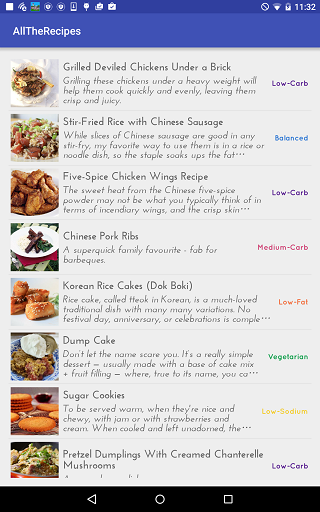 11:32
AllTheRecipes
Grilled Deviled Chickens Under a Brick
Grilling these chickens under a heavy weight will
help them cook quickly and evenly, leaving them
crisp and juicy.
Low-Carb
Stir-Fried Rice with Chinese Sausage
While slices of Chinese sausage are good in any
stir-fry, my favorite way to use them is in a rice or
noodle dish, so the staple soaks up the fat...
Balanced
Five-Spice Chicken Wings Recipe
The sweet heat from the Chinese five-spice
powder may not be what you typically think of in
terms of incendiary wings, and the crisp skin...
Low-Carb
Chinese Pork Ribs
A superquick family favourite - fab for
barbeques.
Medium-Carb
Korean Rice Cakes (Dok Boki)
Rice cake, called tteok in Korean, is a much-loved
traditional dish with many many variations. No
festival day, anniversary, or celebrations is comple...
Low-Fat
Dump Cake
Don't let the name scare you. It's a really simple
dessert — usually made with a base of cake mix
+ fruit filling — where, true to its name, you ca...
Vegetarian
Sugar Cookies
To be served warm, when they're nice and
chewy, with jam or with strawberries and
cream. When cooled and left unadorned, the...
Low-Sodium
Pretzel Dumplings With Creamed Chanterelle
Mushrooms
Low-Carb